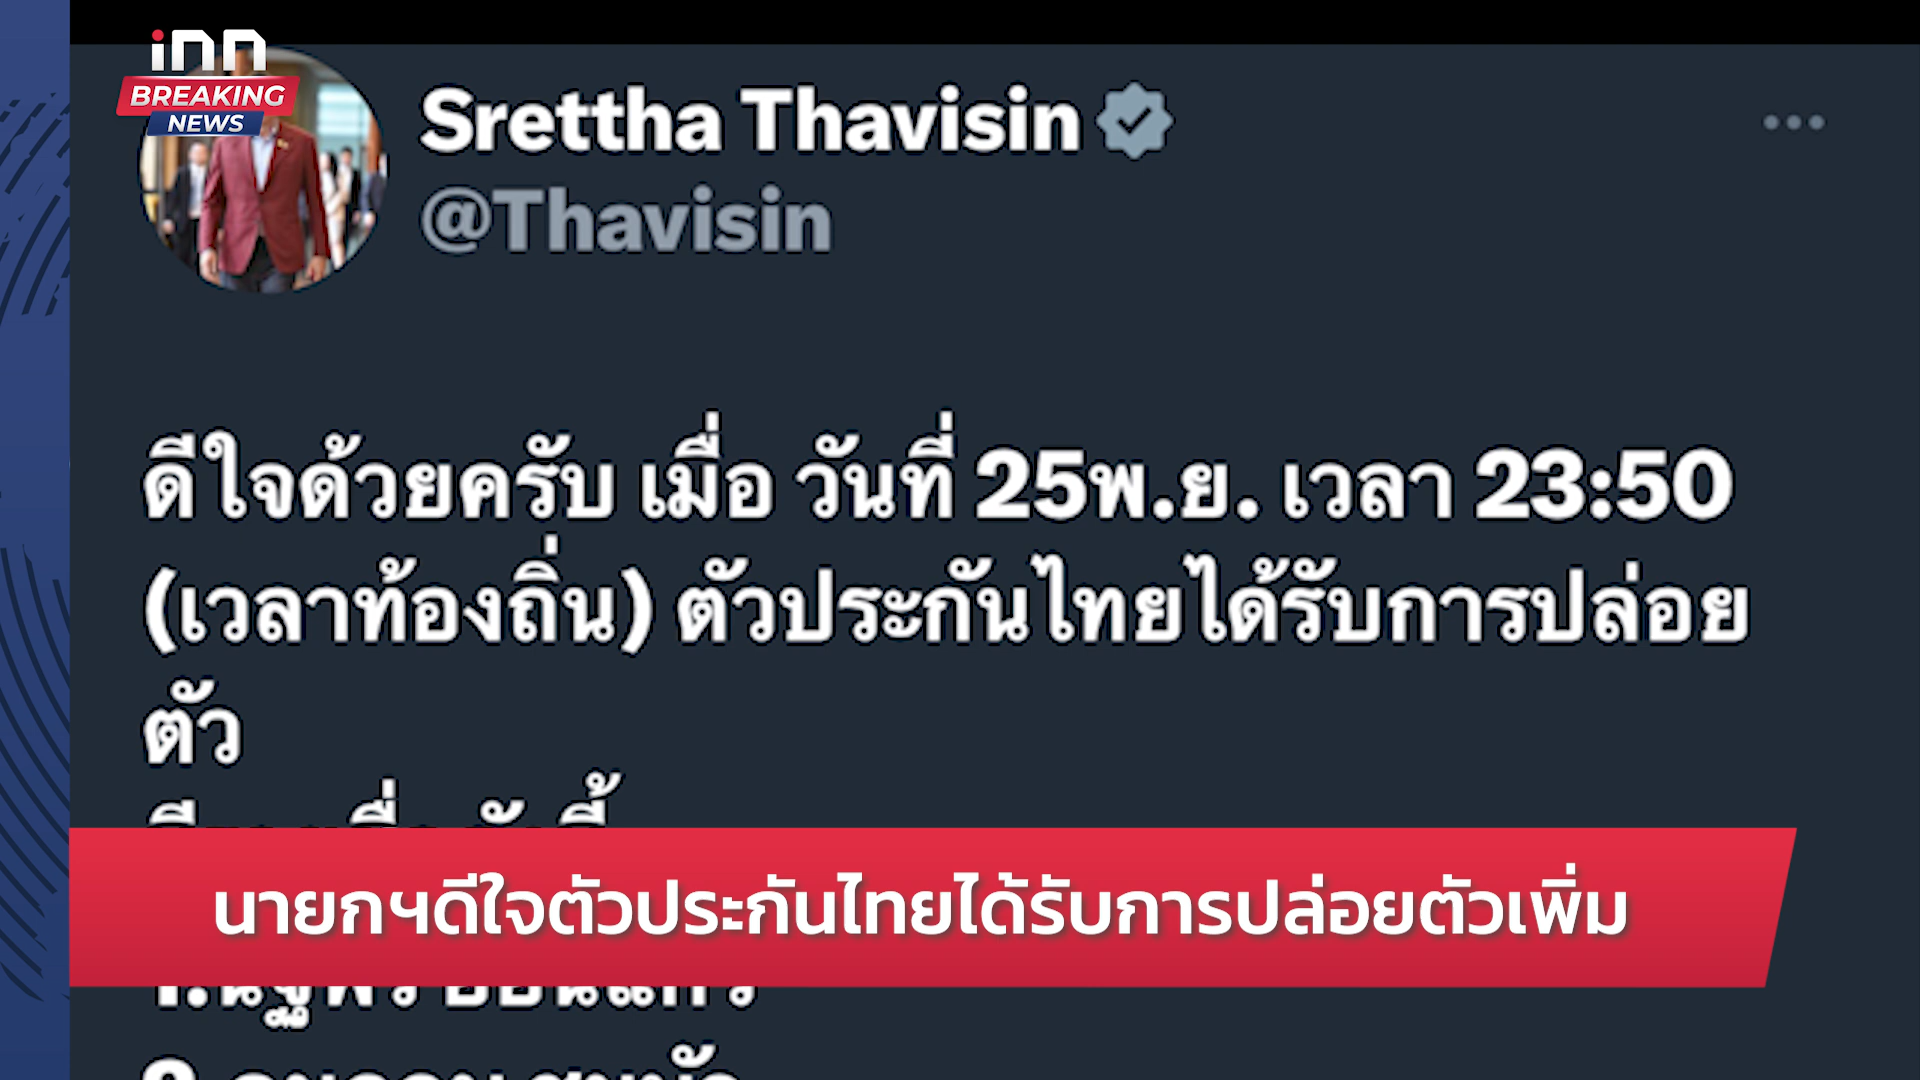 inn
BREAKING
NEWS
Srettha Thavisin
@Thavisin
ดีใจด้วยครับ เมื่อ วันที่ 25พ.ย. เวลา 23:50
(เวลาท้องถิ่น) ตัวประกันไทยได้รับการปล่อย
ตัว
นายกฯดีใจตัวประกันไทยได้รับการปล่อยตัวเพิ่ม